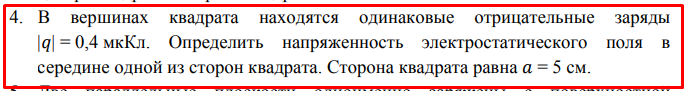 4. В вершинах квадрата находятся одинаковые отрицательные заряды
|q| = 0,4 мкКл. Определить напряженность электростатического поля в
середине одной из сторон квадрата. Сторона квадрата равна a = 5 см.